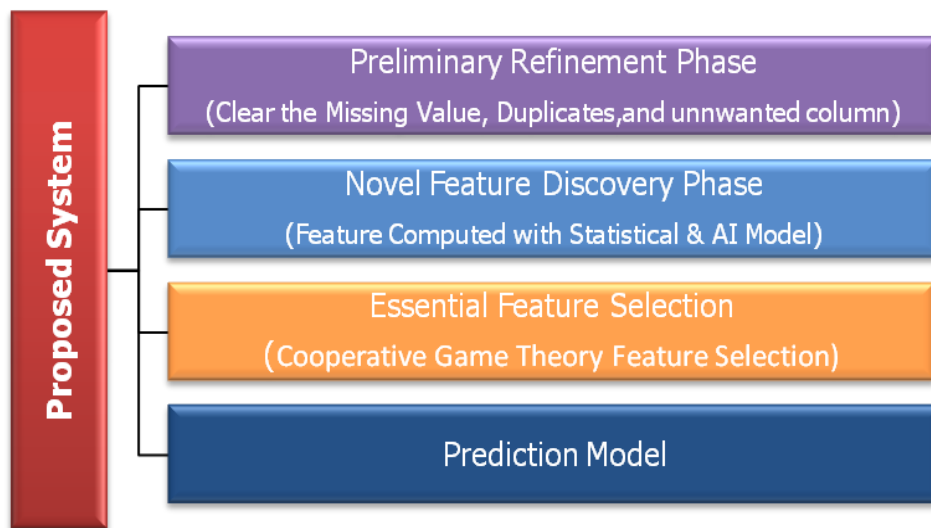 Proposed System
Preliminary Refinement Phase
(Clear the Missing Value, Duplicates,and unnwanted column)
Novel Feature Discovery Phase
(Feature Computed with Statistical & AI Model)
Essential Feature Selection
(Cooperative Game Theory Feature Selection)
Prediction Model